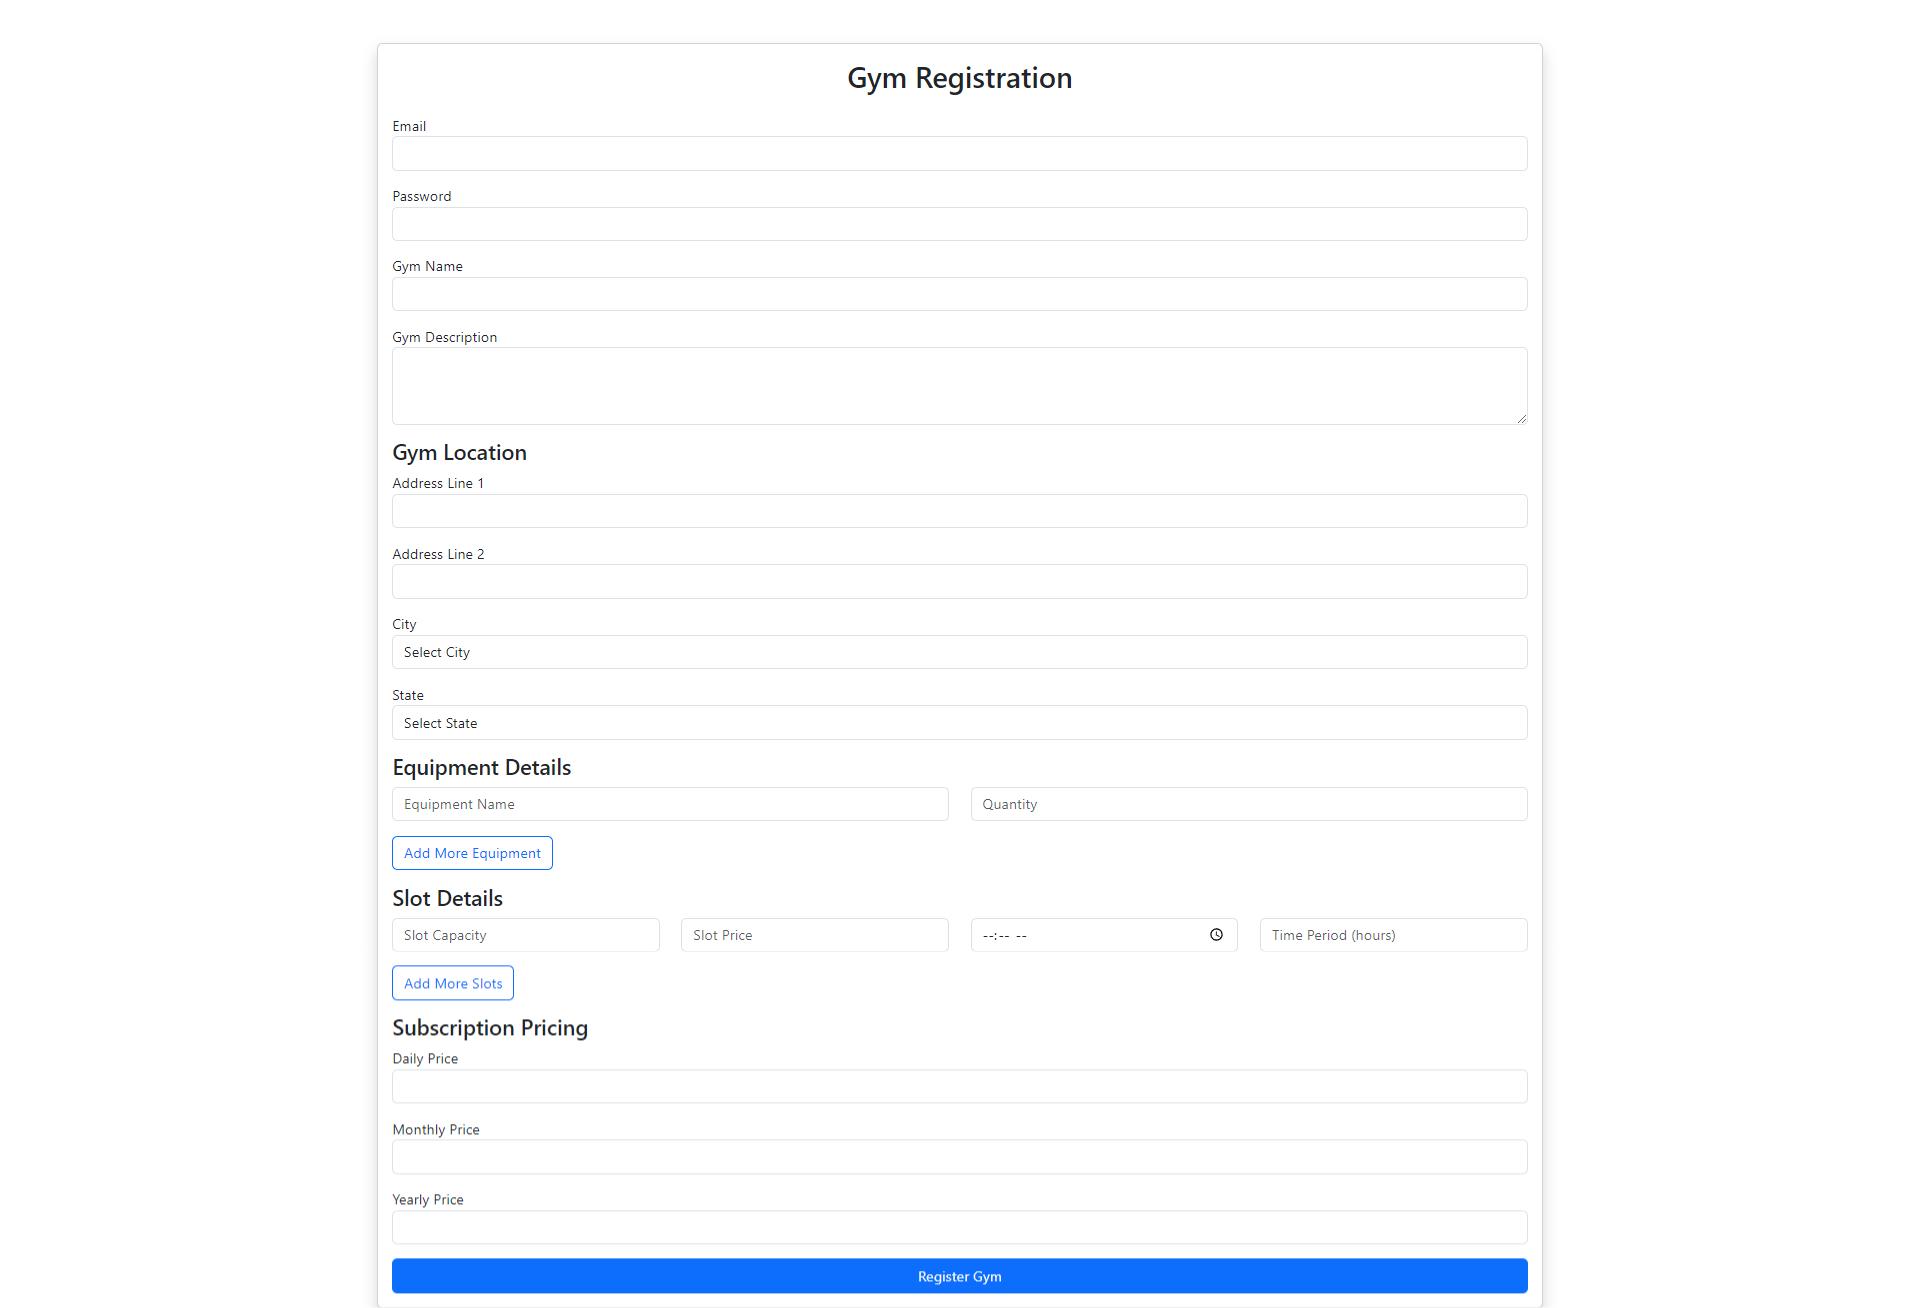 Gym Registration
Email
Password
Gym Name
Gym Description
Gym Location
Address Line 1
Address Line 2
City
Select City
State
Select State
Equipment Details
Equipment Name Quantity
Add More Equipment
Slot Details
Slot Capacity Slot Price --:-- -- Time Period (hours)
Add More Slots
Subscription Pricing
Daily Price
Monthly Price
Yearly Price
Register Gym